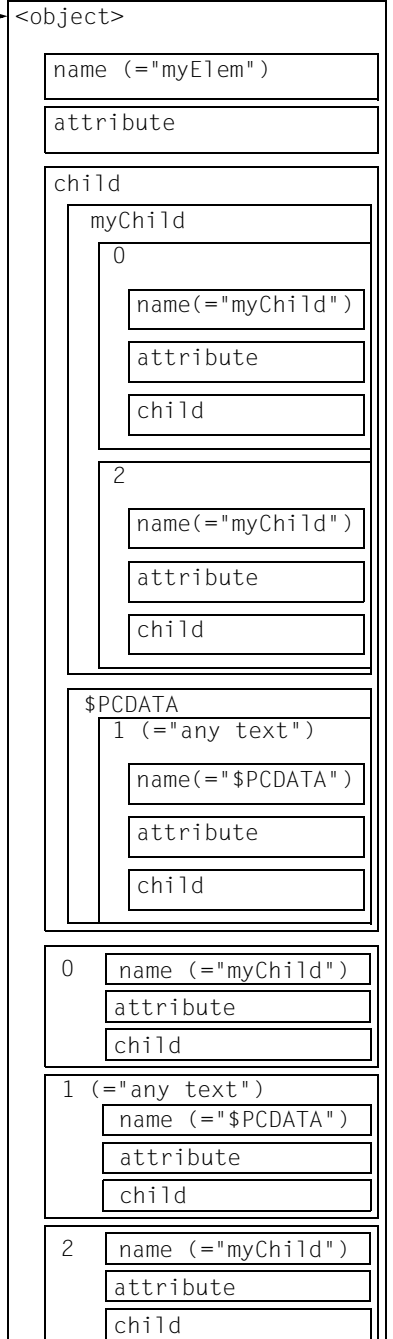 <object>
name (="myElem")
attribute
child
myChild
0
name(="myChild")
attribute
child
2
name(="myChild")
attribute
child
$PCDATA
1 (="any text")
name(="$PCDATA")
attribute
child
0 name (="myChild")
attribute
child
1 (="any text")
name (="$PCDATA")
attribute
child
2 name (="myChild")
attribute
child